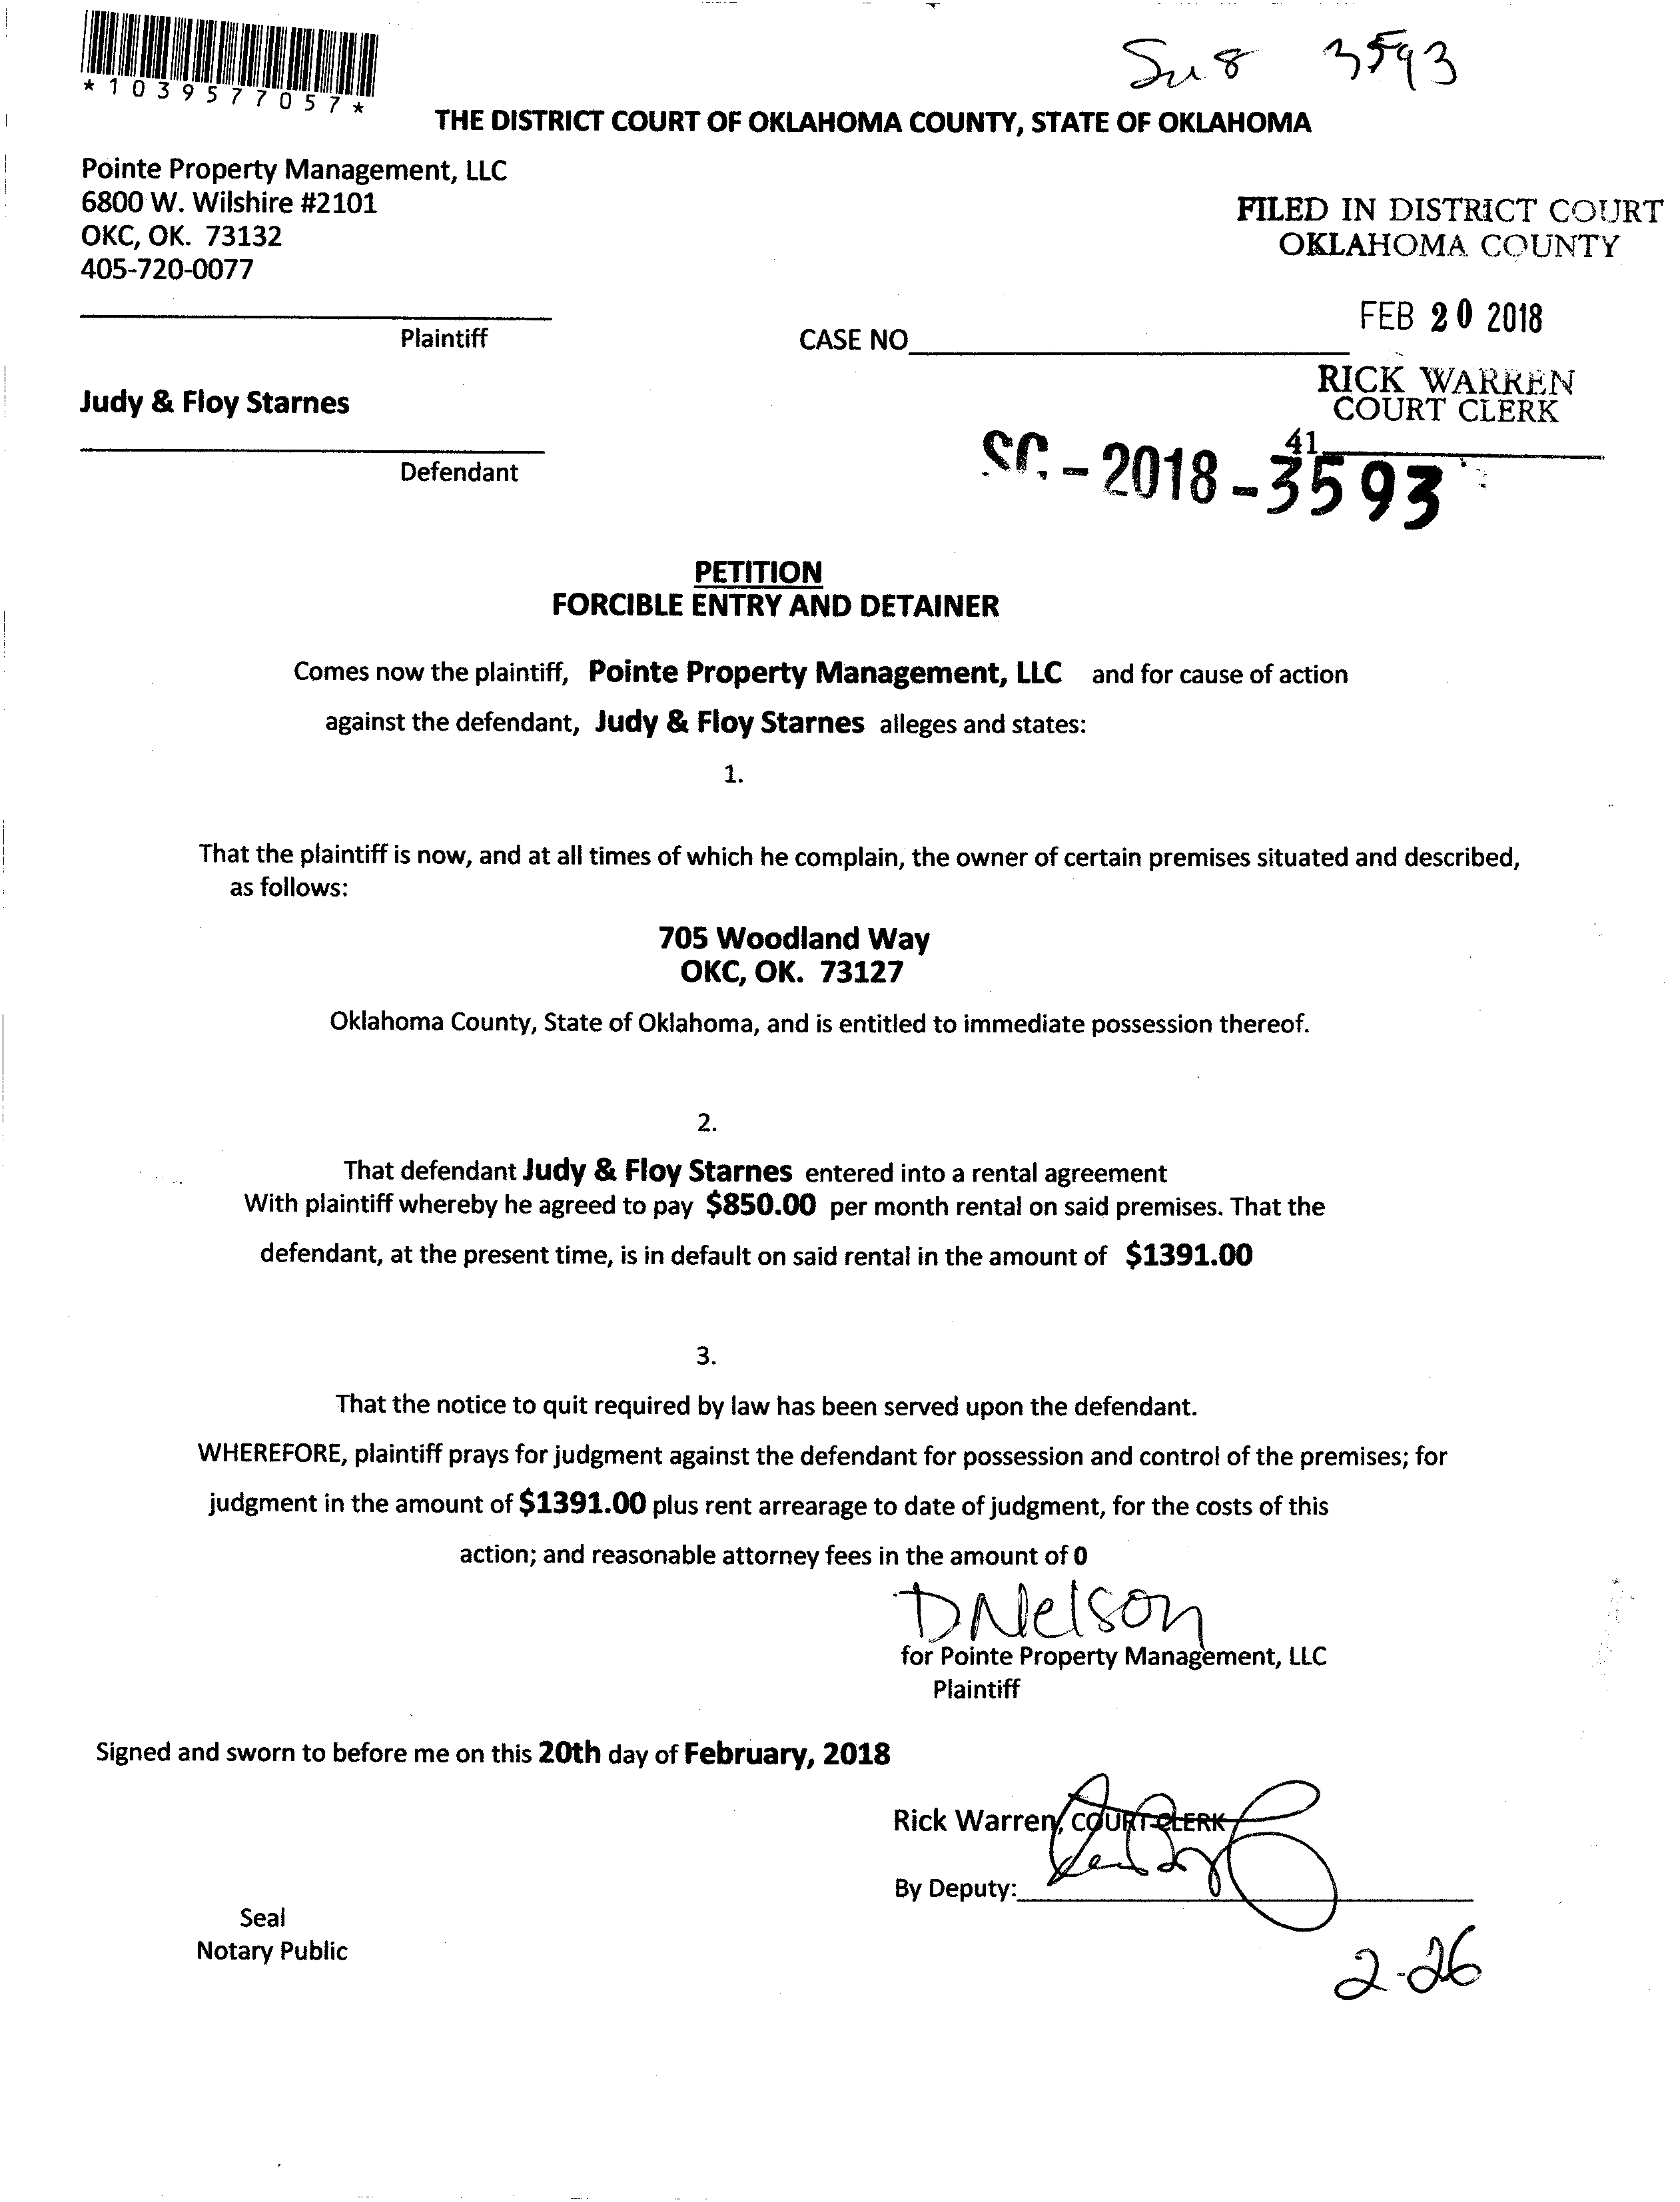 *1039577057*
3593
THE DISTRICT COURT OF OKLAHOMA COUNTY, STATE OF OKLAHOMA
Pointe Property Management, LLC
6800 W. Wilshire #2101
OKC, OK. 73132
405-720-0077
FILED IN DISTRICT COURT
OKLAHOMA COUNTY
FEB 20 2018
Plaintiff
CASE NO
RICK WARREN
COURT CLERK
Judy & Floy Starnes
41
Defendant
SC - 2018 - 3593
PETITION
FORCIBLE ENTRY AND DETAINER
Comes now the plaintiff, Pointe Property Management, LLC and for cause of action
against the defendant, Judy & Floy Starnes alleges and states:
1.
That the plaintiff is now, and at all times of which he complain, the owner of certain premises situated and described,
as follows:
705 Woodland Way
OKC, OK. 73127
Oklahoma County, State of Oklahoma, and is entitled to immediate possession thereof.
2.
That defendant Judy & Floy Starnes entered into a rental agreement
With plaintiff whereby he agreed to pay $850.00 per month rental on said premises. That the
defendant, at the present time, is in default on said rental in the amount of $1391.00
3.
That the notice to quit required by law has been served upon the defendant.
WHEREFORE, plaintiff prays for judgment against the defendant for possession and control of the premises; for
judgment in the amount of $1391.00 plus rent arrearage to date of judgment, for the costs of this
action; and reasonable attorney fees in the amount of 0
D Nelson
for Pointe Property Management, LLC
Plaintiff
Signed and sworn to before me on this 20th day of February, 2018
Rick Warren, COURT CLERK
By Deputy:
Seal
Notary Public
2-26